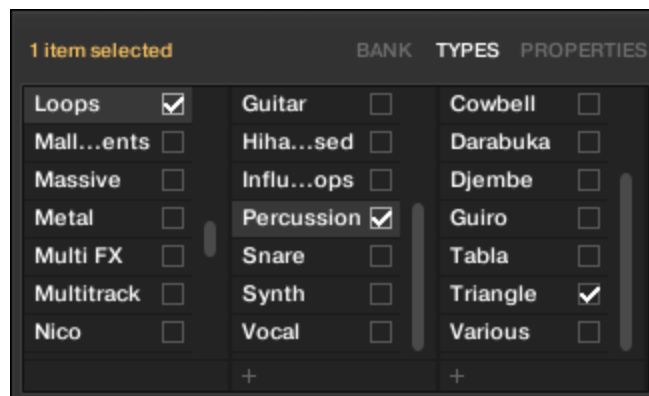 1 item selected BANK TYPES PROPERTIES
Loops Guitar Cowbell
Mall...ents Hiha...sed Darabuka
Massive Influ...ops Djembe
Metal Percussion Guiro
Multi FX Snare Tabla
Multitrack Synth Triangle
Nico Vocal Various
+ +